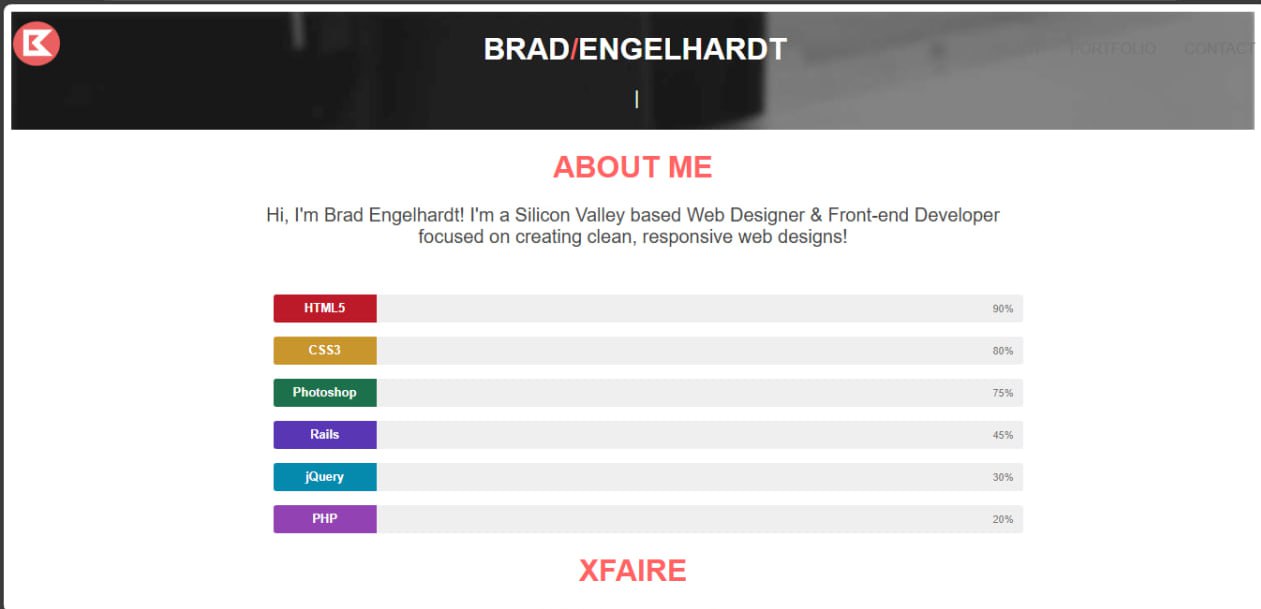 BRAD/ENGELHARDT
PORTFOLIO CONTACT
|
ABOUT ME
Hi, I'm Brad Engelhardt! I'm a Silicon Valley based Web Designer & Front-end Developer
focused on creating clean, responsive web designs!
HTML5 90%
CSS3 80%
Photoshop 75%
Rails 45%
jQuery 30%
PHP 20%
XFAIRE